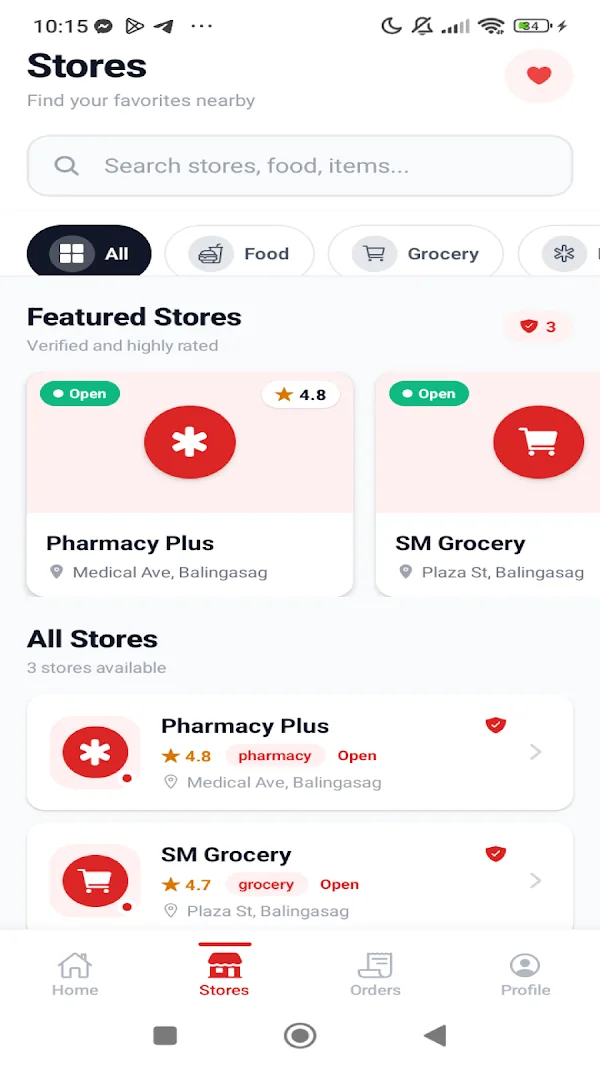 10:15
84
Stores
Find your favorites nearby
Search stores, food, items...
All Food Grocery
Featured Stores
Verified and highly rated
3
Open 4.8 Open
Pharmacy Plus SM Grocery
Medical Ave, Balingasag Plaza St, Balingasag
All Stores
3 stores available
Pharmacy Plus
4.8 pharmacy Open
Medical Ave, Balingasag
SM Grocery
4.7 grocery Open
Plaza St, Balingasag
Home Stores Orders Profile